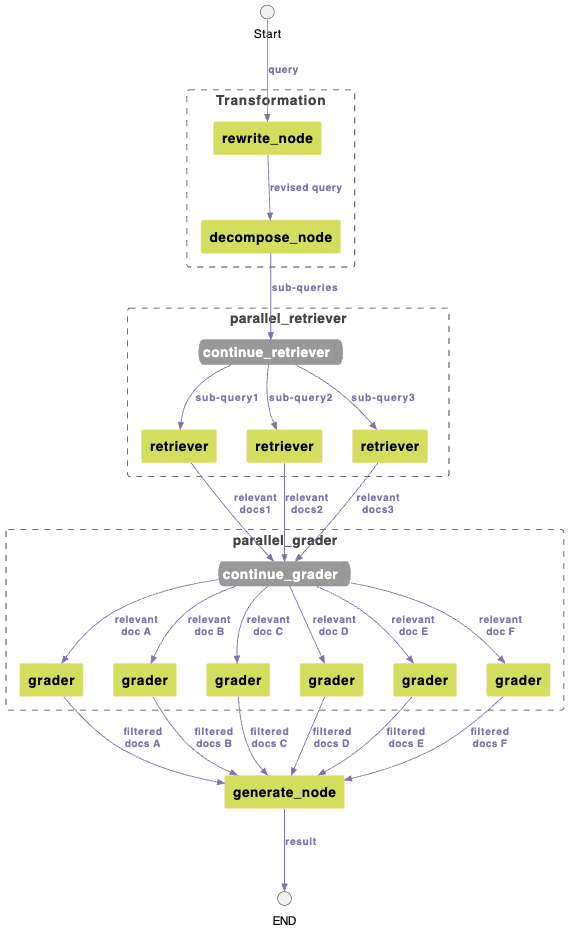 Start
query
Transformation
rewrite_node
revised query
decompose_node
sub-queries
parallel_retriever
continue_retriever
sub-query1 sub-query2 sub-query3
retriever retriever retriever
relevant relevant relevant
docs1 docs2 docs3
parallel_grader
continue_grader
relevant relevant relevant relevant relevant relevant
doc A doc B doc C doc D doc E doc F
grader grader grader grader grader grader
filtered filtered filtered filtered filtered filtered
docs A docs B docs C docs D docs E docs F
generate_node
result
END